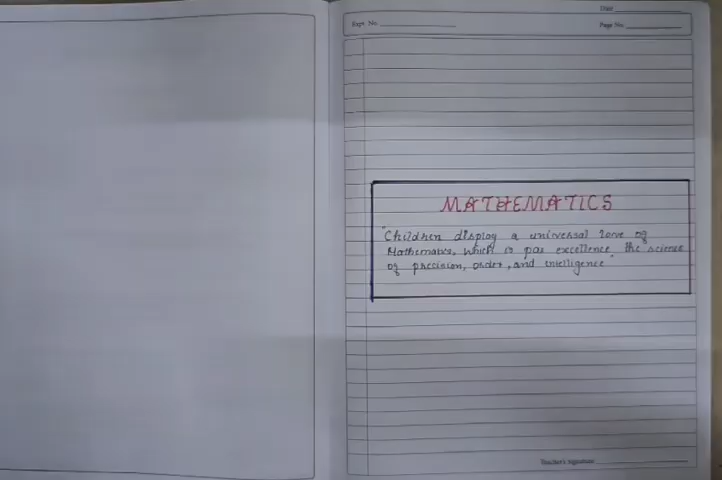 Date
Expt. No.
Page No.
MATHEMATICS
"Children display a universal love of
Mathematics, which is par excellence the science
of precision, order, and intelligence"
Teacher's Signature